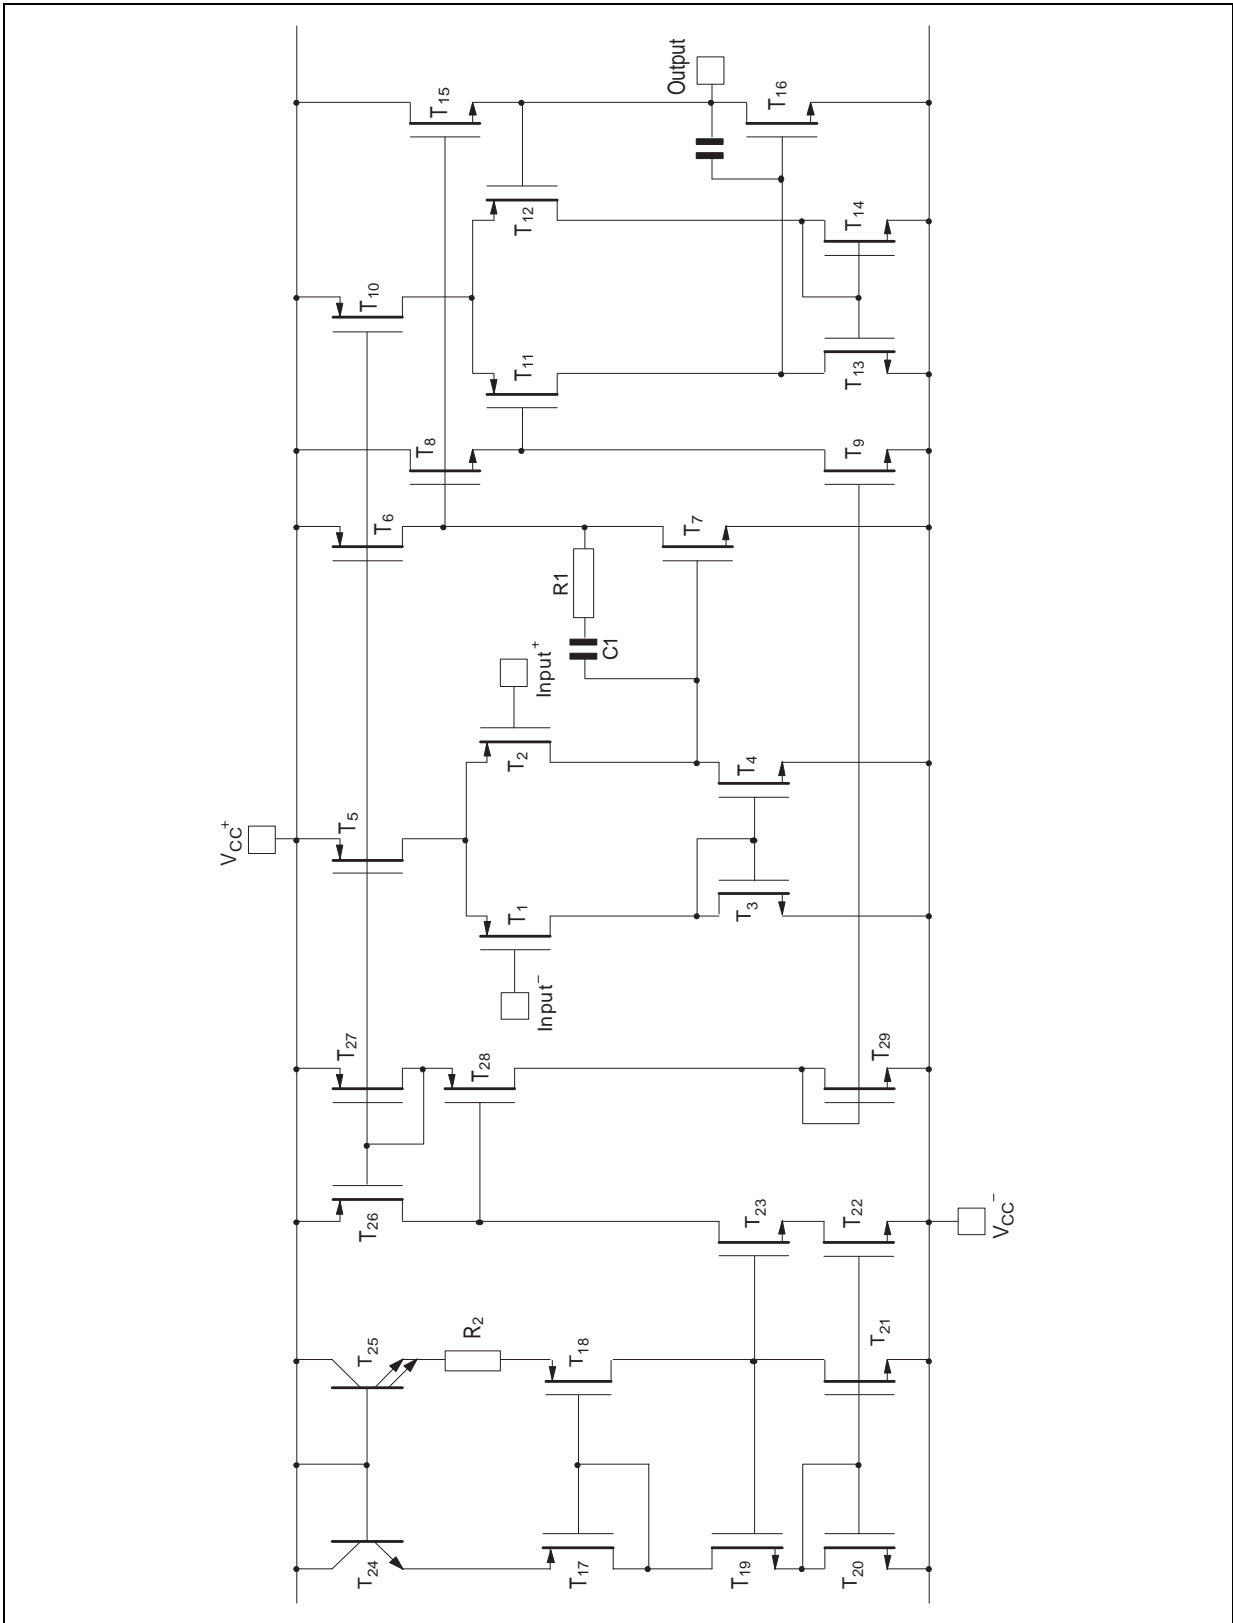 Output
T15
T16
T12
T14
T10
T11
T13
T8
T9
T6
T7
R1
C1
Input+
T2
T4
VCC+
T5
T1
T3
Input−
T27
T28
T29
T26
T23
T22
VCC−
R2
T25
T18
T21
T24
T17
T19
T20